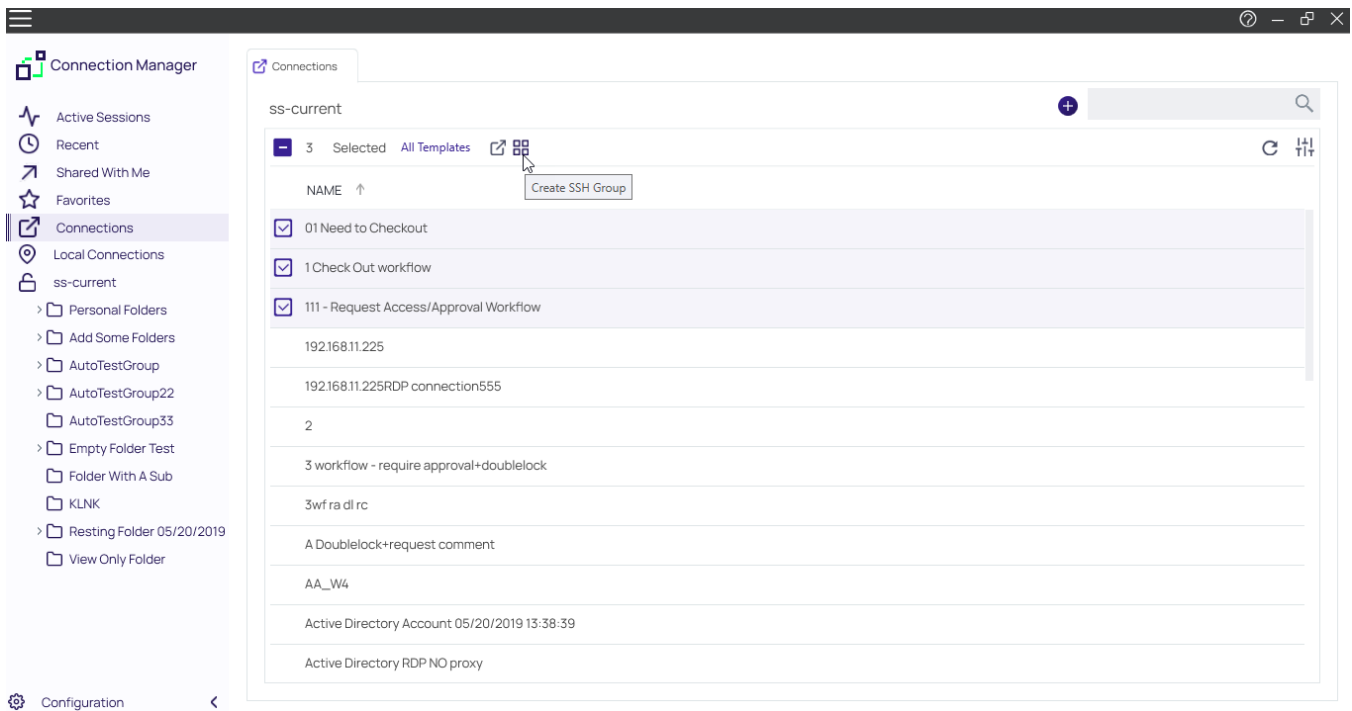 Connection Manager
Active Sessions
Recent
Shared With Me
Favorites
Connections
Local Connections
ss-current
Personal Folders
Add Some Folders
AutoTestGroup
AutoTestGroup22
AutoTestGroup33
Empty Folder Test
Folder With A Sub
KLNK
Resting Folder 05/20/2019
View Only Folder
Configuration
Connections
ss-current
3 Selected All Templates
Create SSH Group
NAME
01 Need to Checkout
1 Check Out workflow
111 - Request Access/Approval Workflow
192.168.11.225
192.168.11.225RDP connection555
2
3 workflow - require approval+doublelock
3wf ra dl rc
A Doublelock+request comment
AA_W4
Active Directory Account 05/20/2019 13:38:39
Active Directory RDP NO proxy